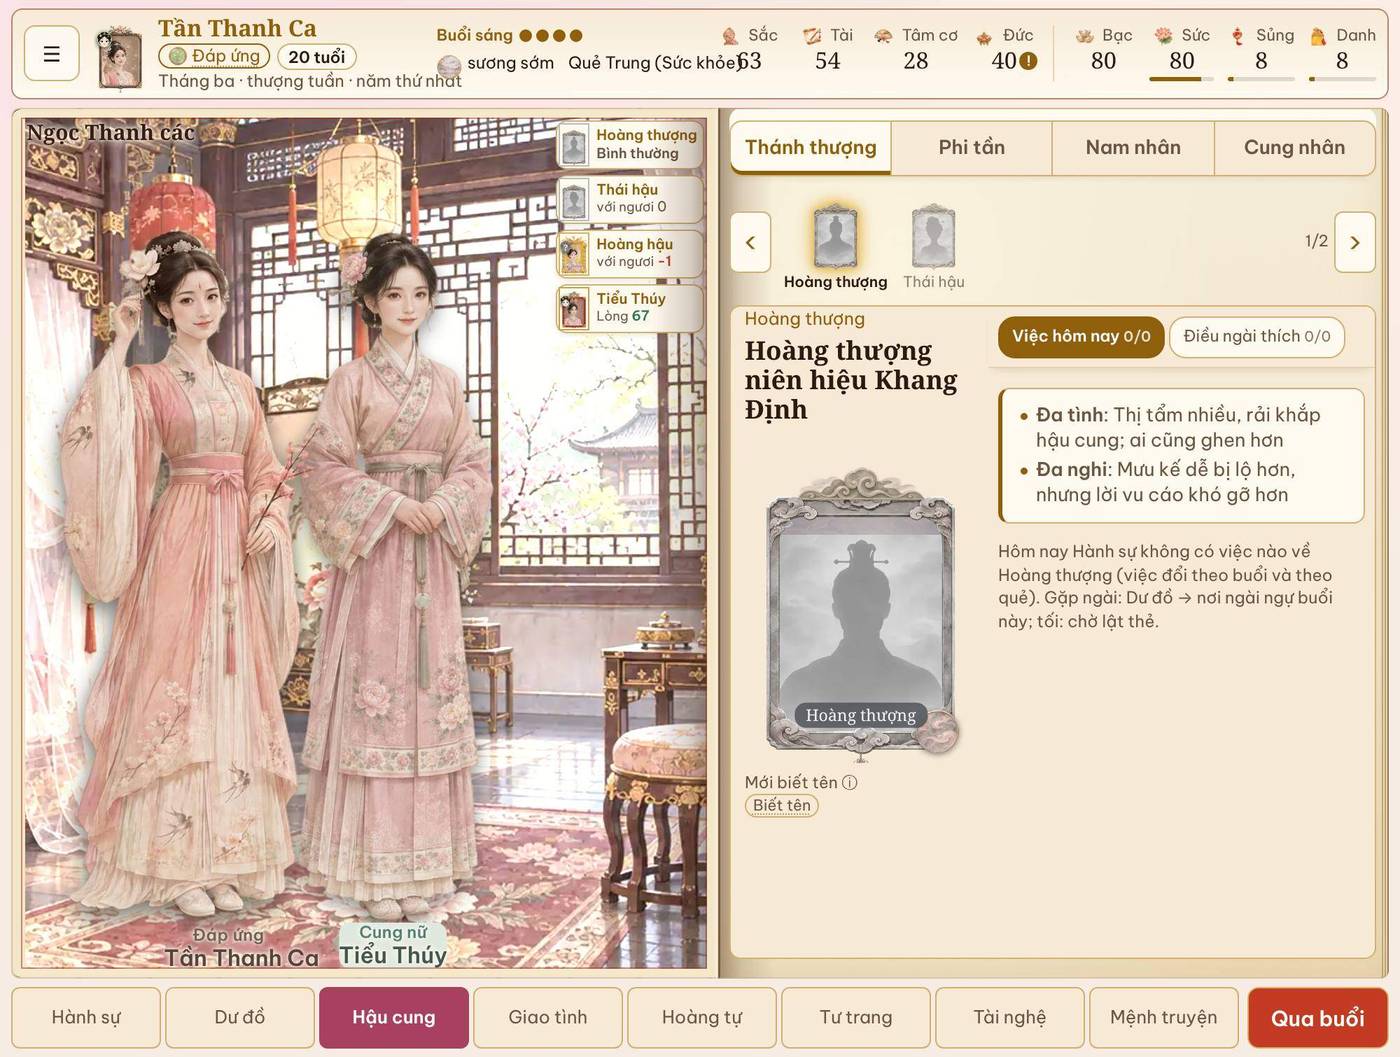 ☰
Tần Thanh Ca
Đáp ứng
20 tuổi
Tháng ba · thượng tuần · năm thứ nhất
Buổi sáng
sương sớm Quẻ Trung (Sức khỏe)
Sắc
63
Tài
54
Tâm cơ
28
Đức
40 !
Bạc
80
Sức
80
Sủng
8
Danh
8
Ngọc Thanh các
Hoàng thượng
Bình thường
Thái hậu
với ngươi 0
Hoàng hậu
với ngươi -1
Tiểu Thúy
Lòng 67
Đáp ứng
Tần Thanh Ca
Cung nữ
Tiểu Thúy
Thánh thượng
Phi tần
Nam nhân
Cung nhân
‹
Hoàng thượng
Thái hậu
1/2
›
Hoàng thượng
Hoàng thượng
niên hiệu Khang
Định
Hoàng thượng
Mới biết tên ⓘ
Biết tên
Việc hôm nay 0/0
Điều ngài thích 0/0
• Đa tình: Thị tẩm nhiều, rải khắp
hậu cung; ai cũng ghen hơn
• Đa nghi: Mưu kế dễ bị lộ hơn,
nhưng lời vu cáo khó gỡ hơn
Hôm nay Hành sự không có việc nào về
Hoàng thượng (việc đổi theo buổi và theo
quẻ). Gặp ngài: Dư đồ → nơi ngài ngự buổi
này; tối: chờ lật thẻ.
Hành sự
Dư đồ
Hậu cung
Giao tình
Hoàng tự
Tư trang
Tài nghệ
Mệnh truyện
Qua buổi